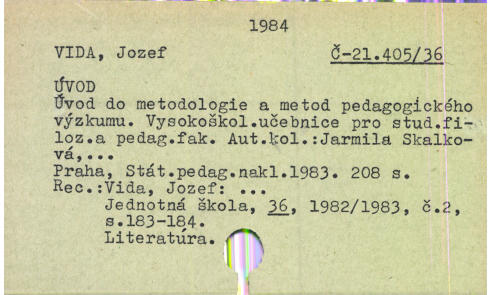 1984
VIDA, Jozef Č-21.405/36
ÚVOD
Úvod do metodologie a metod pedagogického
výzkumu. Vysokoškol.učebnice pro stud.fi-
loz.a pedag.fak. Aut.kol.:Jarmila Skalko-
vá,...
Praha, Stát.pedag.nakl.1983. 208 s.
Rec.:Vida, Jozef: ...
Jednotná škola, 36, 1982/1983, č.2,
s.183-184.
Literatúra.